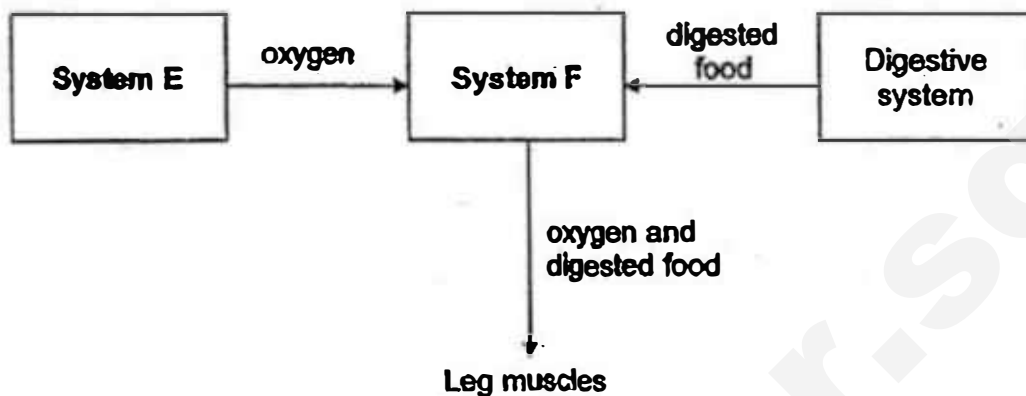 System E
oxygen
System F
digested
food
Digestive
system
oxygen and
digested food
Leg muscles